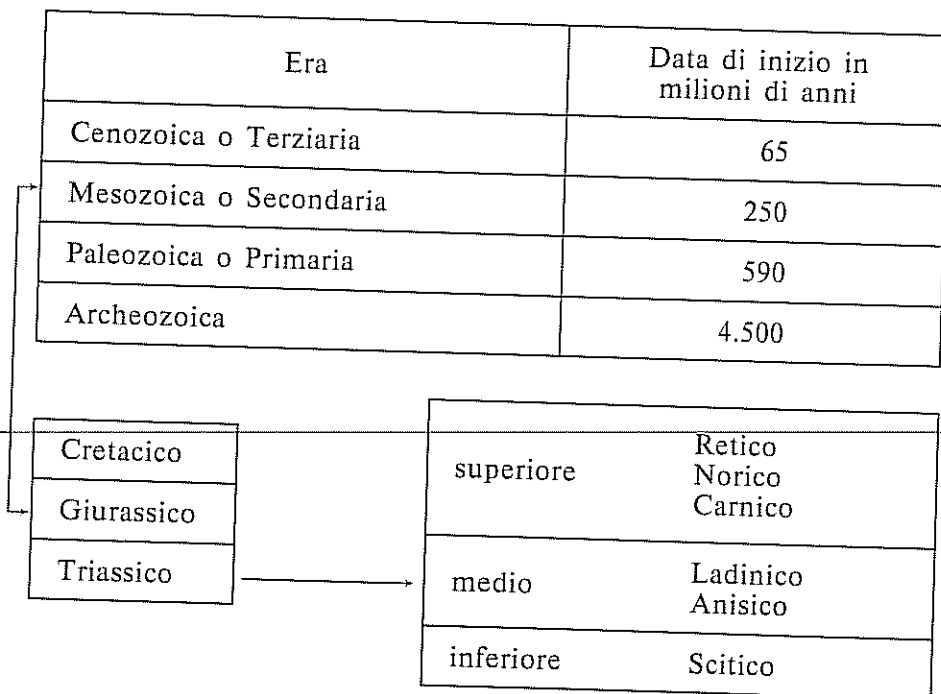 Era
Data di inizio in
milioni di anni
Cenozoica o Terziaria 65
Mesozoica o Secondaria 250
Paleozoica o Primaria 590
Archeozoica 4.500
Cretacico
Giurassico
Triassico
superiore
Retico
Norico
Carnico
medio
Ladinico
Anisico
inferiore
Scitico